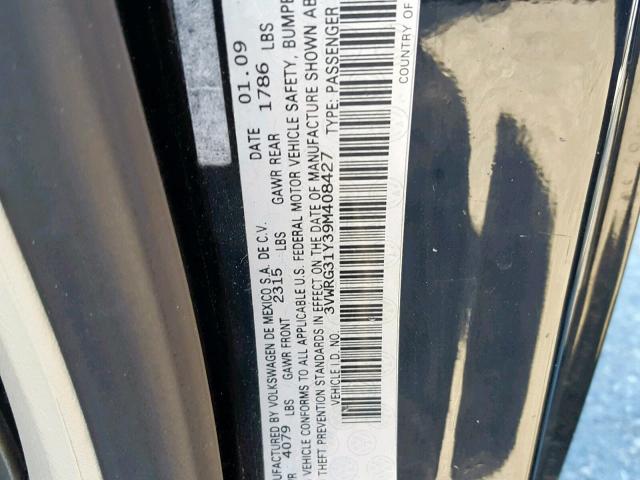 UFACTURED BY VOLKSWAGEN DE MEXICO S.A. DE C.V. DATE 01.09
R 4079 LBS GAWR FRONT 2315 LBS GAWR REAR 1786 LBS
VEHICLE CONFORMS TO ALL APPLICABLE U.S. FEDERAL MOTOR VEHICLE SAFETY, BUMPE
THEFT PREVENTION STANDARDS IN EFFECT ON THE DATE OF MANUFACTURE SHOWN AB
VEHICLE I.D. NO. 3VWRG31Y39M408427 TYPE: PASSENGER
COUNTRY OF